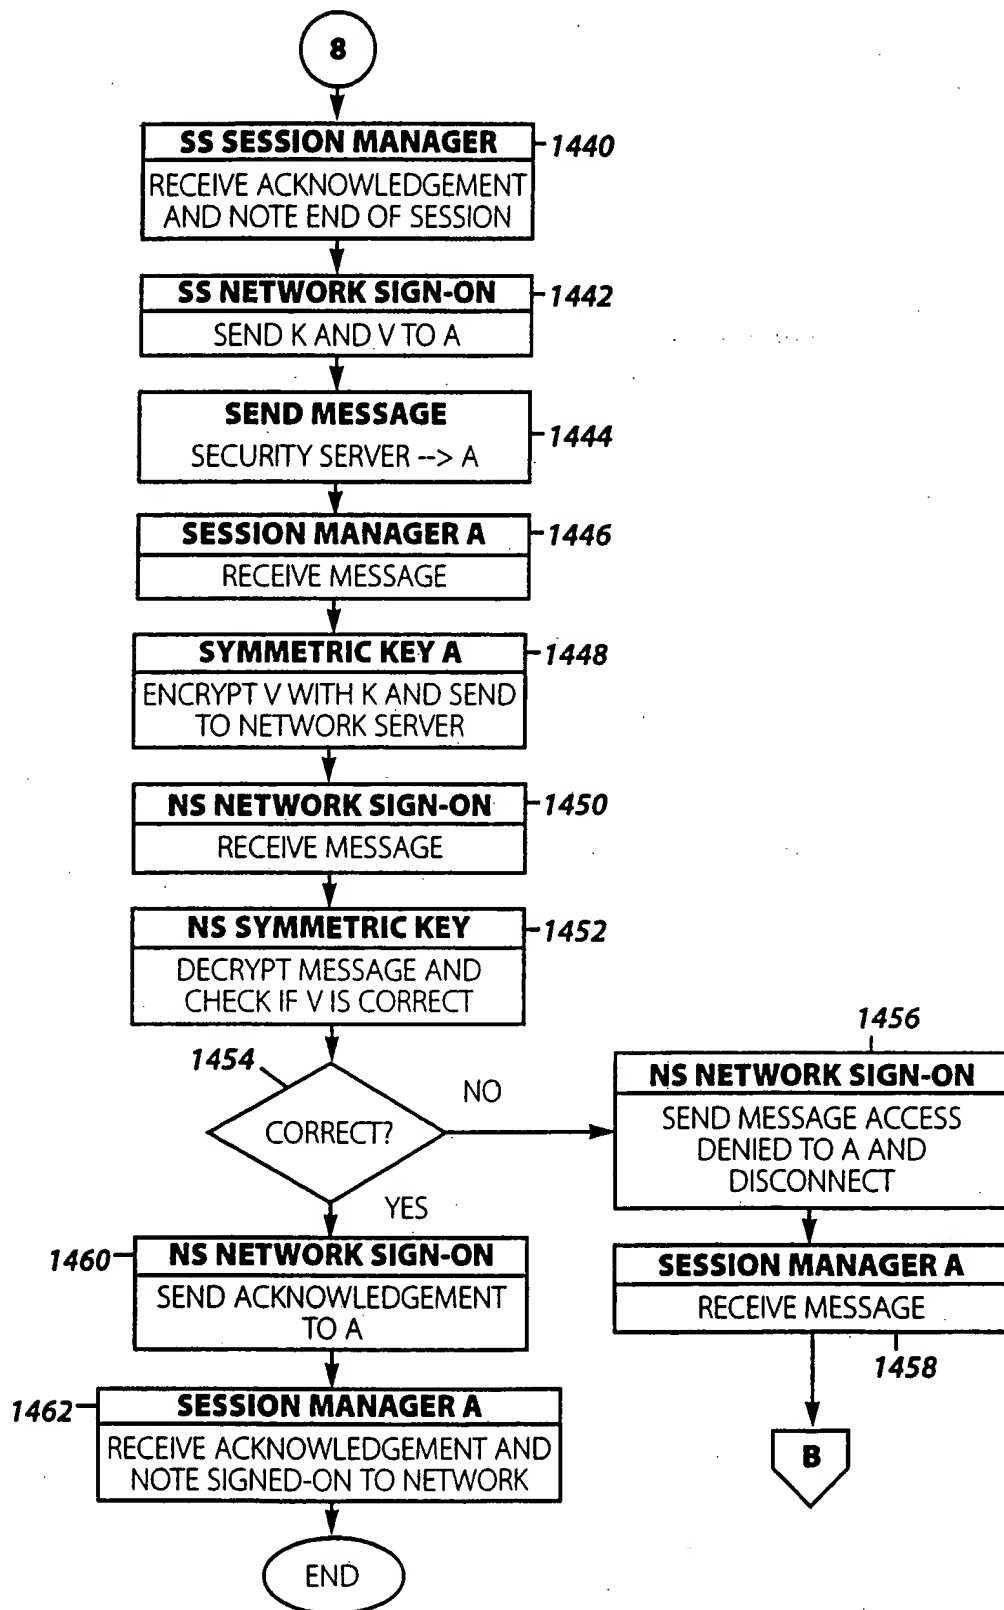 8
SS SESSION MANAGER
1440
RECEIVE ACKNOWLEDGEMENT
AND NOTE END OF SESSION
SS NETWORK SIGN-ON
1442
SEND K AND V TO A
SEND MESSAGE
1444
SECURITY SERVER --> A
SESSION MANAGER A
1446
RECEIVE MESSAGE
SYMMETRIC KEY A
1448
ENCRYPT V WITH K AND SEND
TO NETWORK SERVER
NS NETWORK SIGN-ON
1450
RECEIVE MESSAGE
NS SYMMETRIC KEY
1452
DECRYPT MESSAGE AND
CHECK IF V IS CORRECT
1454
CORRECT?
NO
YES
1456
NS NETWORK SIGN-ON
SEND MESSAGE ACCESS
DENIED TO A AND
DISCONNECT
SESSION MANAGER A
RECEIVE MESSAGE
1458
B
1460
NS NETWORK SIGN-ON
SEND ACKNOWLEDGEMENT
TO A
1462
SESSION MANAGER A
RECEIVE ACKNOWLEDGEMENT AND
NOTE SIGNED-ON TO NETWORK
END